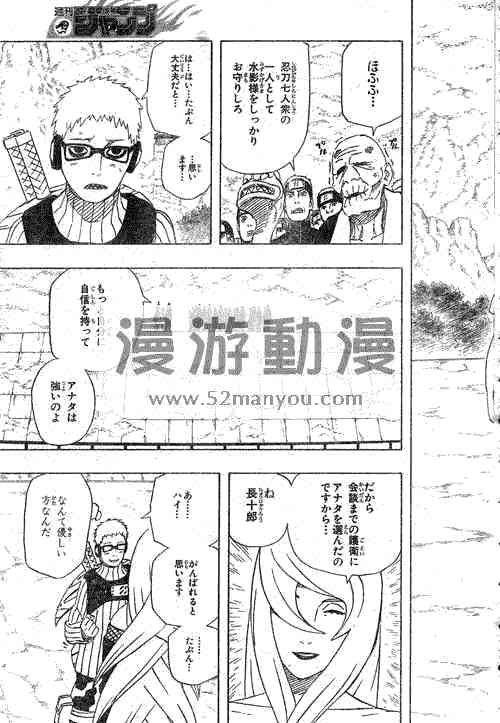 週刊
ジャンプ
ほふふ…
忍刀七人衆の
一人として
水影様をしっかり
お守りしろ
は…はい…たぶん
大丈夫だと…
…思い
ます…
もっ
自信を持って
アナタは
強いのよ
漫游動漫
www.52manyou.com
だから
会談までの護衛に
アナタを選んだの
ですから…
ね
長十郎
あ……
ハイ…
がんばれると
思います
……
たぶん…
なんて優しい
方なんだ